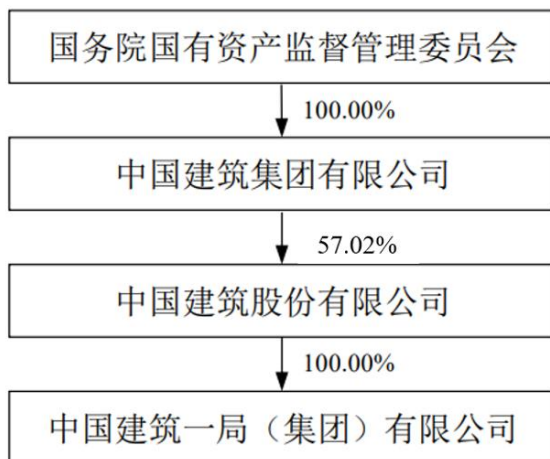 国务院国有资产监督管理委员会
100.00%
中国建筑集团有限公司
57.02%
中国建筑股份有限公司
100.00%
中国建筑一局（集团）有限公司